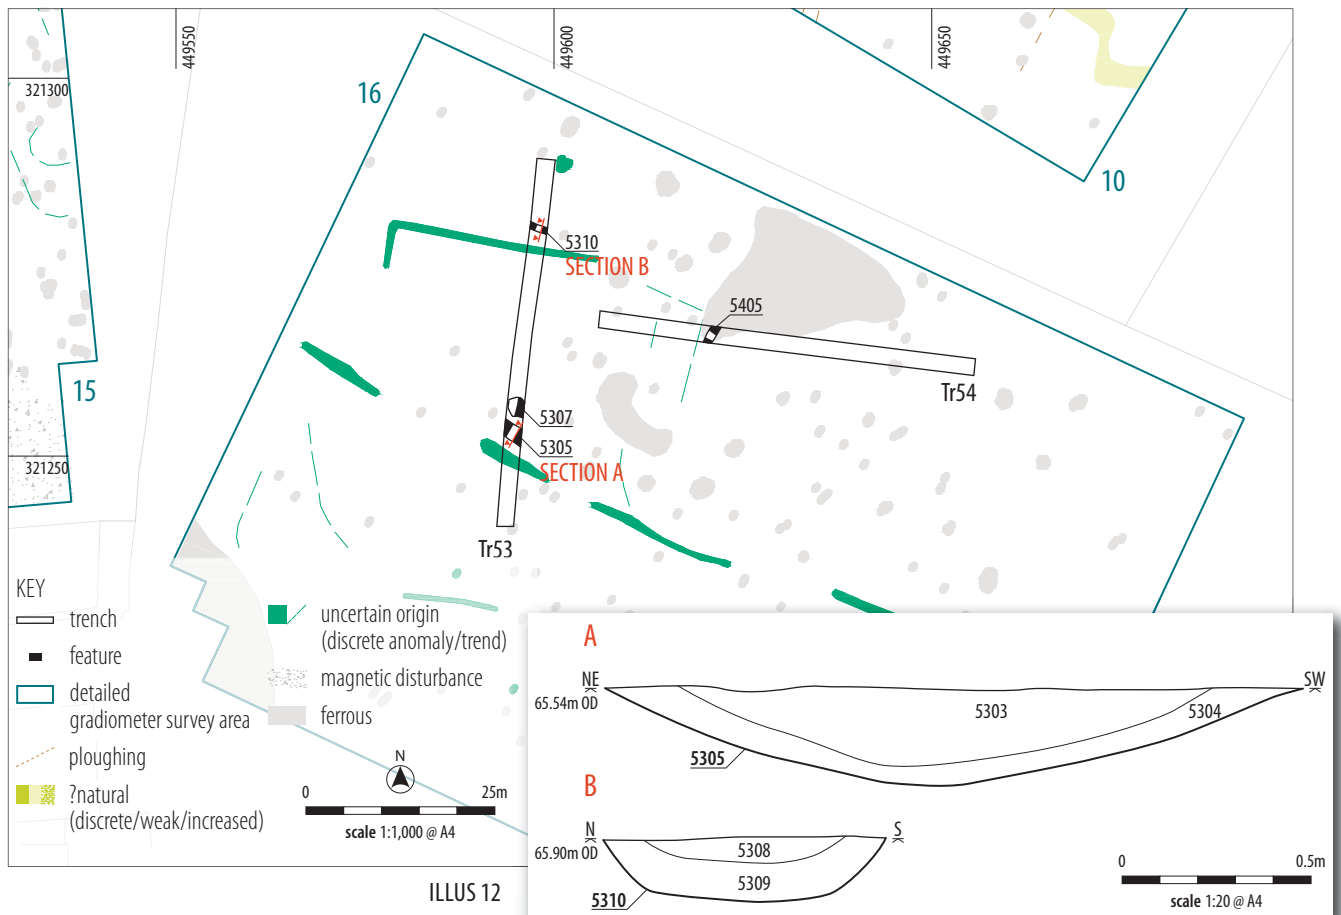 449550
449600
449650
321300
16
10
5310
SECTION B
5405
15
Tr54
5307
5305
321250
SECTION A
Tr53
KEY
trench
feature
detailed
gradiometer survey area
ploughing
?natural
(discrete/weak/increased)
uncertain origin
(discrete anomaly/trend)
magnetic disturbance
ferrous
N
0 25m
scale 1:1,000 @ A4
A
NE SW
65.54m OD
5303
5304
5305
B
N S
65.90m OD
5308
5309
5310
0 0.5m
scale 1:20 @ A4
ILLUS 12